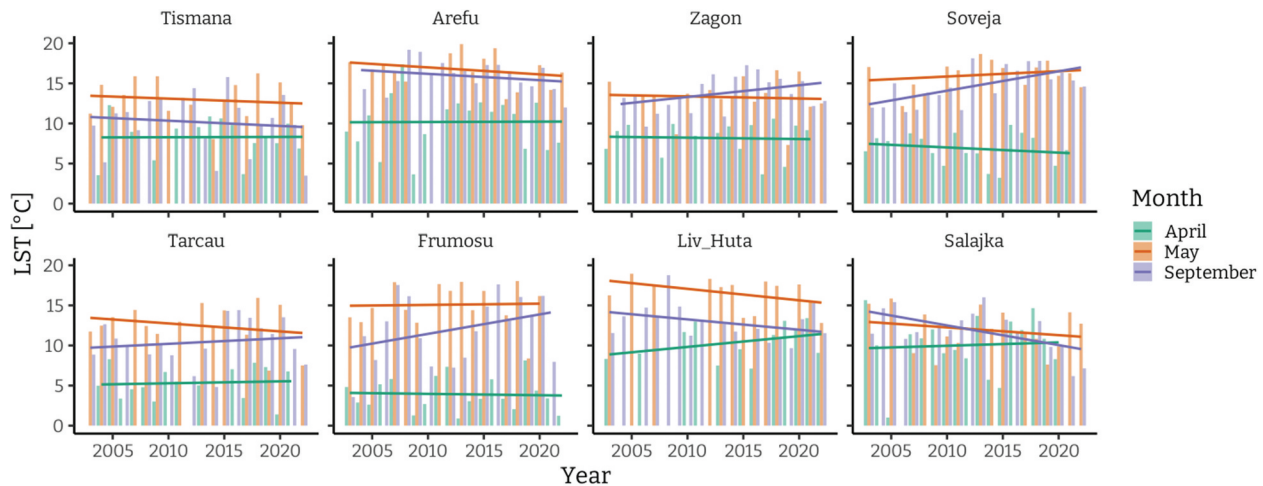 Tismana Arefu Zagon Soveja
20
15
10
5
0
Tarcau Frumosu Liv_Huta Salajka
20
15
10
5
0
2005 2010 2015 2020 2005 2010 2015 2020 2005 2010 2015 2020 2005 2010 2015 2020
LST [°C]
Year
Month
April
May
September